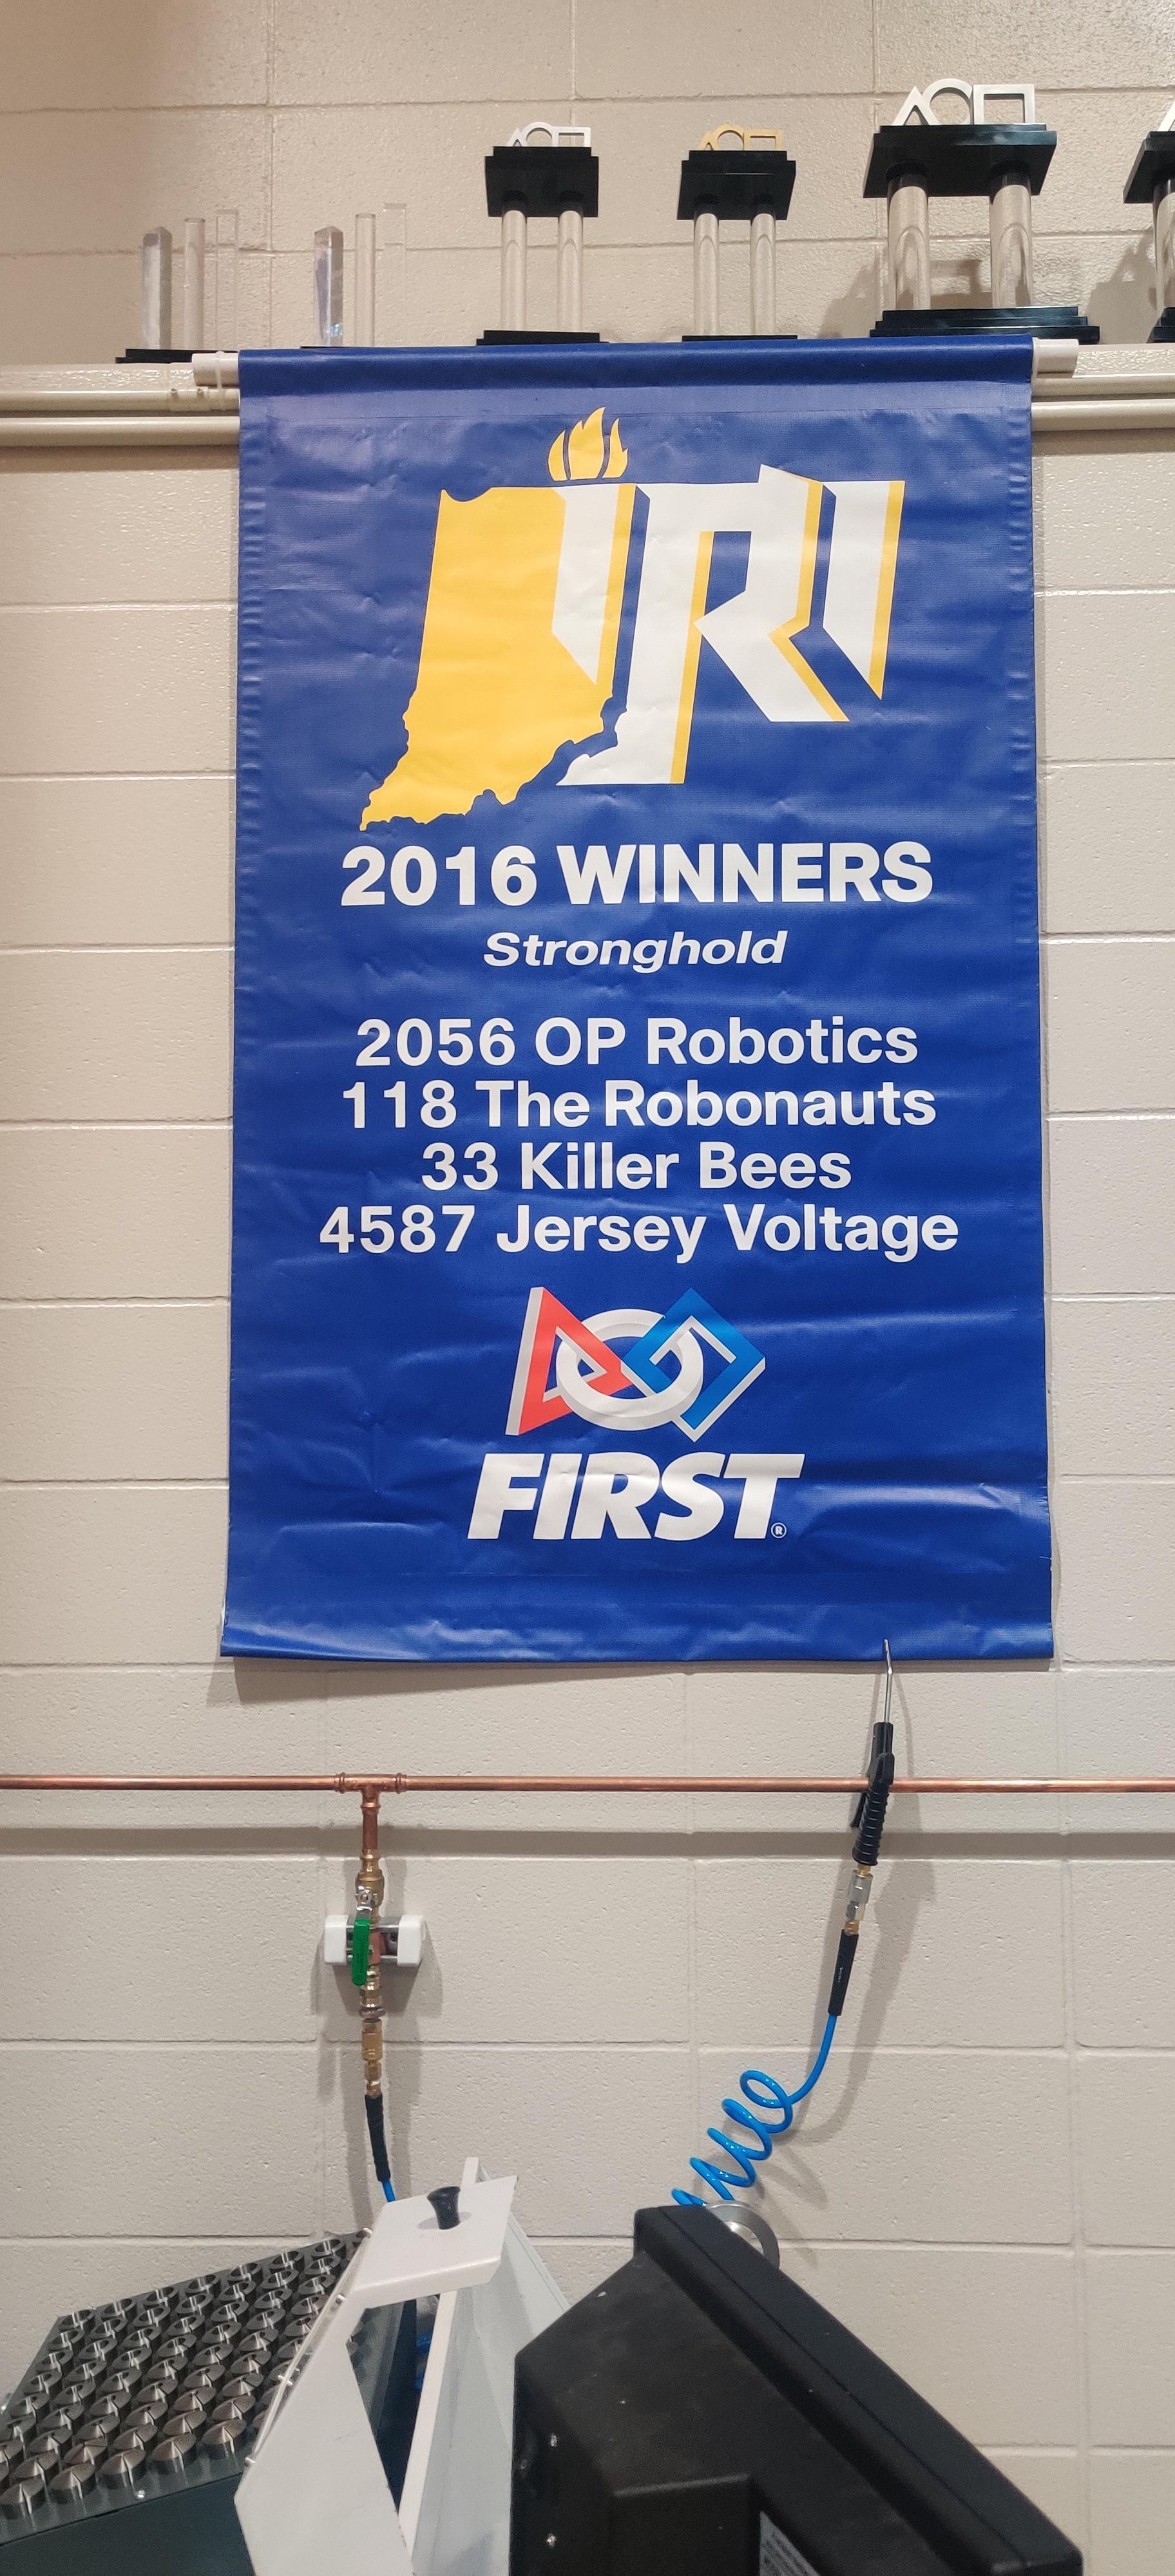 IRI
2016 WINNERS
Stronghold
2056 OP Robotics
118 The Robonauts
33 Killer Bees
4587 Jersey Voltage
FIRST®